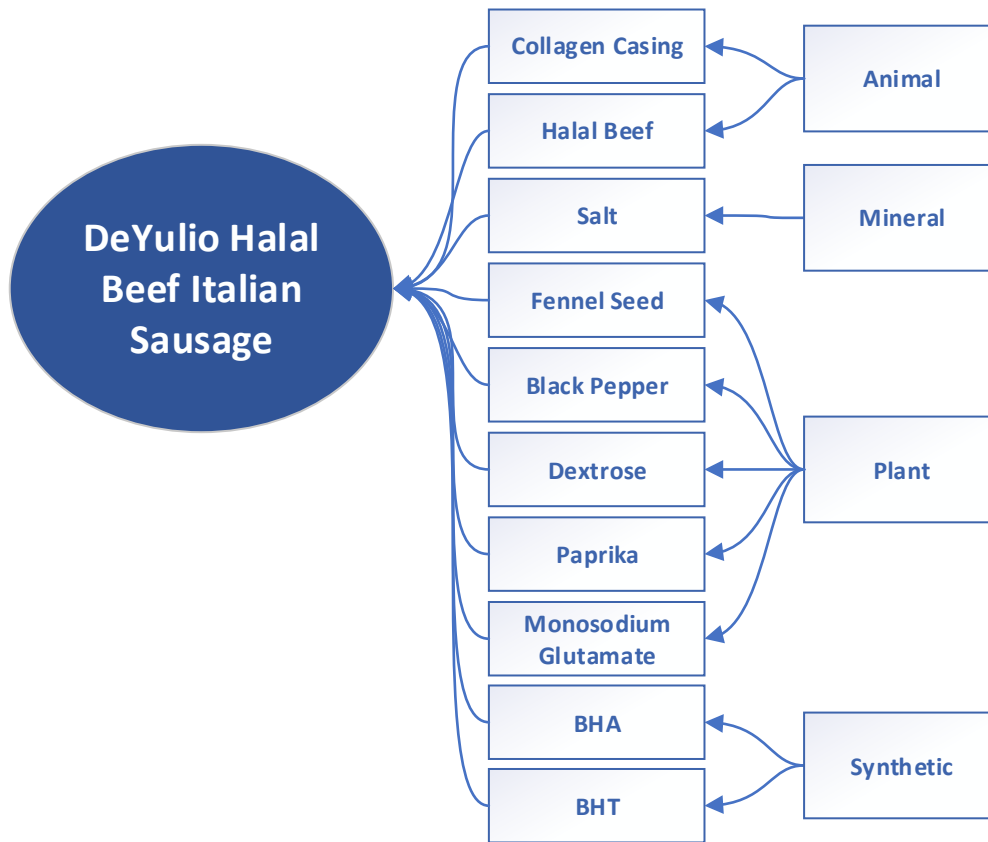 DeYulio Halal
Beef Italian
Sausage
Collagen Casing
Halal Beef
Salt
Fennel Seed
Black Pepper
Dextrose
Paprika
Monosodium
Glutamate
BHA
BHT
Animal
Mineral
Plant
Synthetic